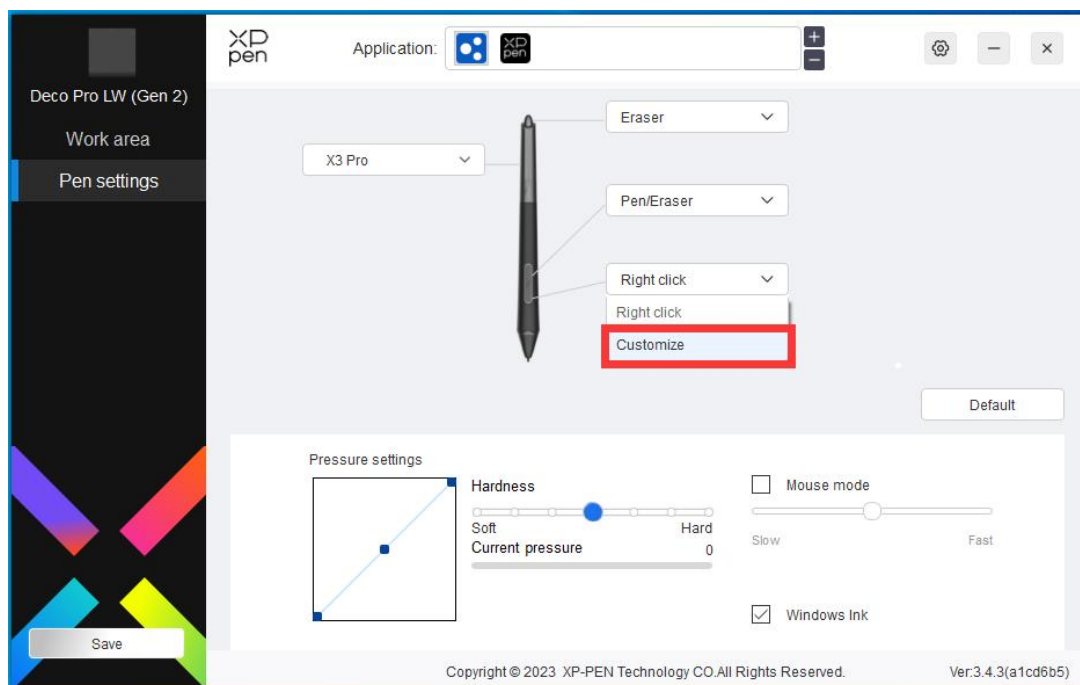 XP
pen
Application:
XP
pen
Deco Pro LW (Gen 2)
Work area
Pen settings
Eraser
X3 Pro
Pen/Eraser
Right click
Right click
Customize
Default
Pressure settings
Hardness
Soft Hard
Current pressure 0
Mouse mode
Slow Fast
Windows Ink
Save
Copyright © 2023 XP-PEN Technology CO.All Rights Reserved. Ver:3.4.3(a1cd6b5)